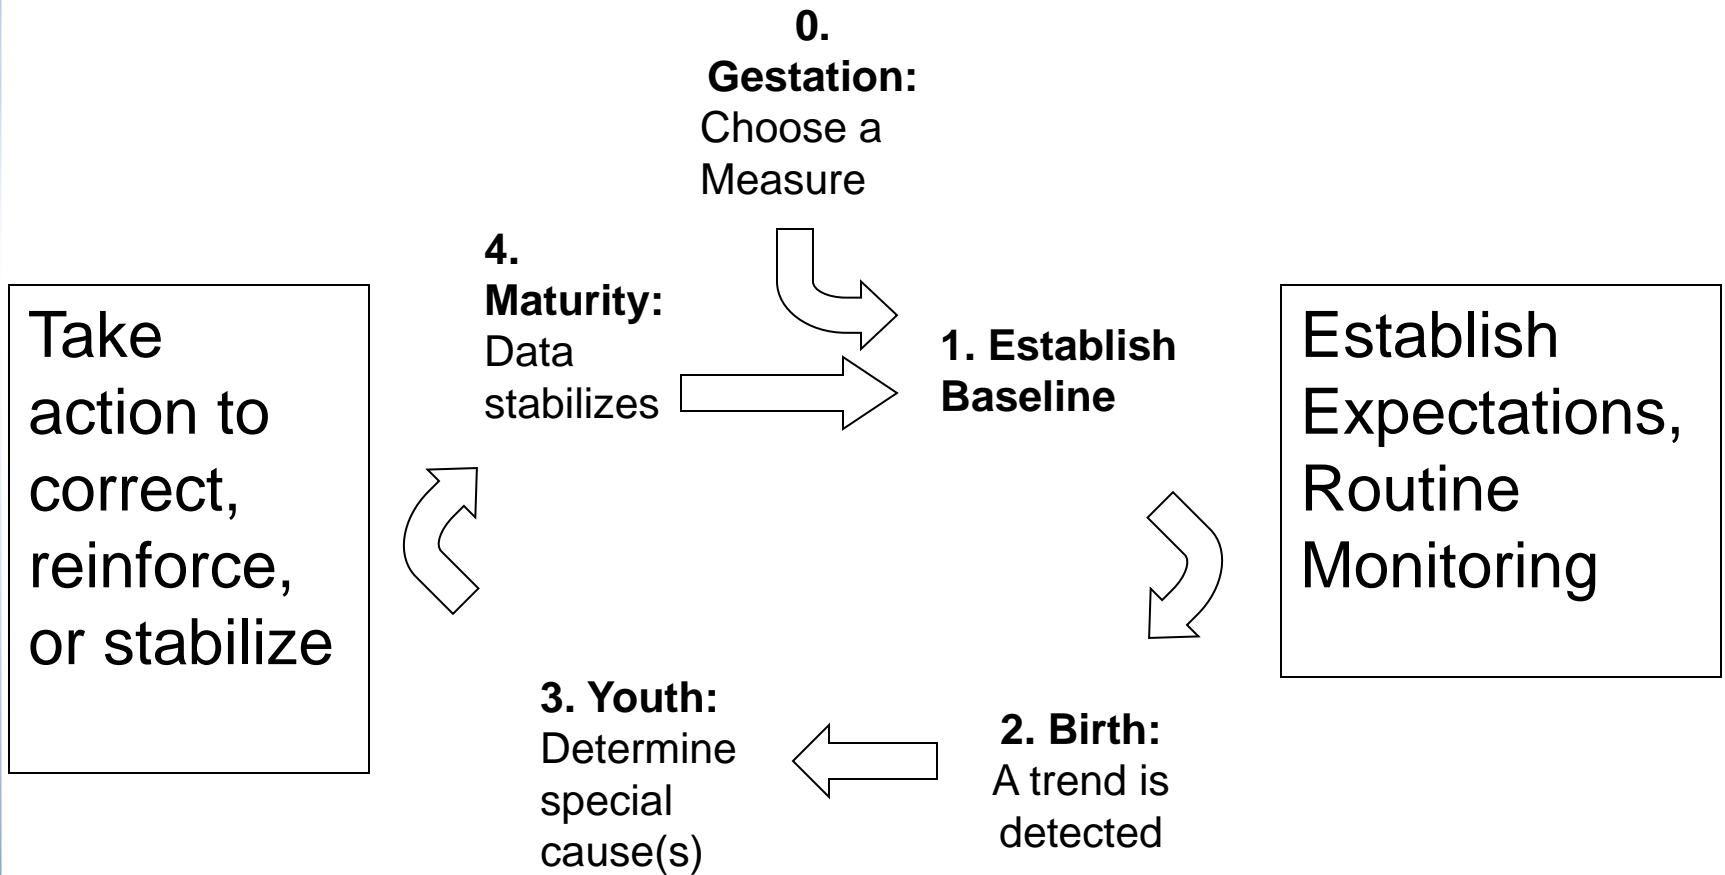 0.
Gestation:
Choose a
Measure
4.
Maturity:
Data
stabilizes
1. Establish
Baseline
Take
action to
correct,
reinforce,
or stabilize
Establish
Expectations,
Routine
Monitoring
3. Youth:
Determine
special
cause(s)
2. Birth:
A trend is
detected